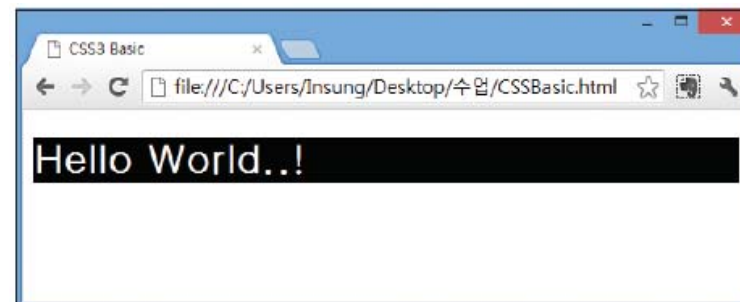 CSS3 Basic
file:///C:/Users/Insung/Desktop/수업/CSSBasic.html
Hello World..!